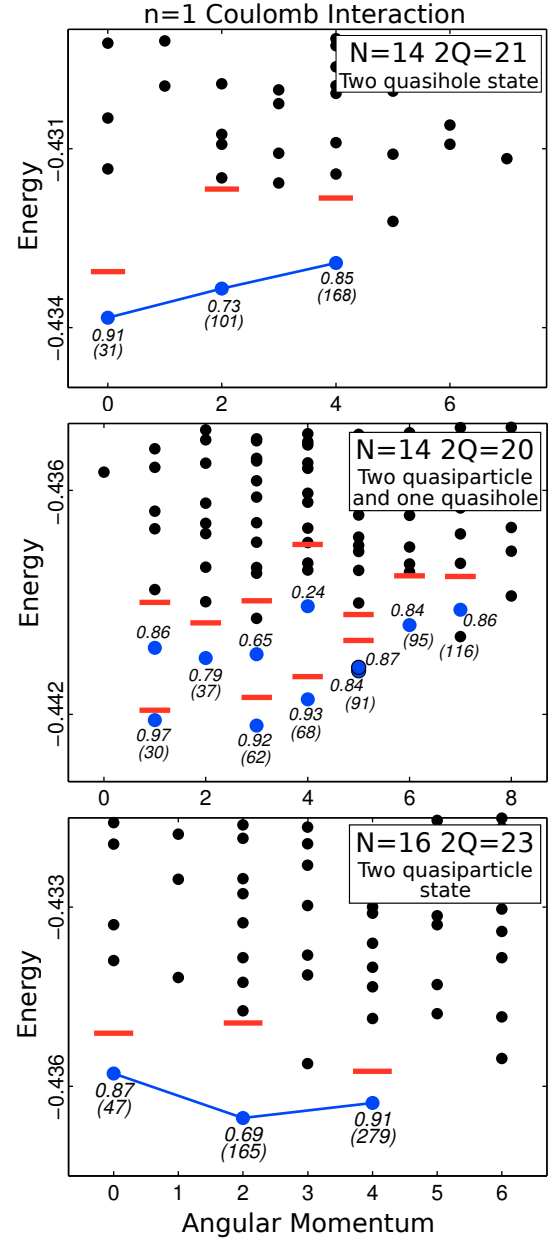 n=1 Coulomb Interaction
N=14 2Q=21
Two quasihole state
Energy
−0.431
−0.434
0.91
(31)
0.73
(101)
0.85
(168)
0 2 4 6
N=14 2Q=20
Two quasiparticle
and one quasihole
Energy
−0.436
−0.442
0.86
0.97
(30)
0.79
(37)
0.65
0.92
(62)
0.24
0.93
(68)
0.87
0.84
(91)
0.84
(95)
0.86
(116)
0 2 4 6 8
N=16 2Q=23
Two quasiparticle
state
Energy
−0.433
−0.436
0.87
(47)
0.69
(165)
0.91
(279)
0 1 2 3 4 5 6
Angular Momentum